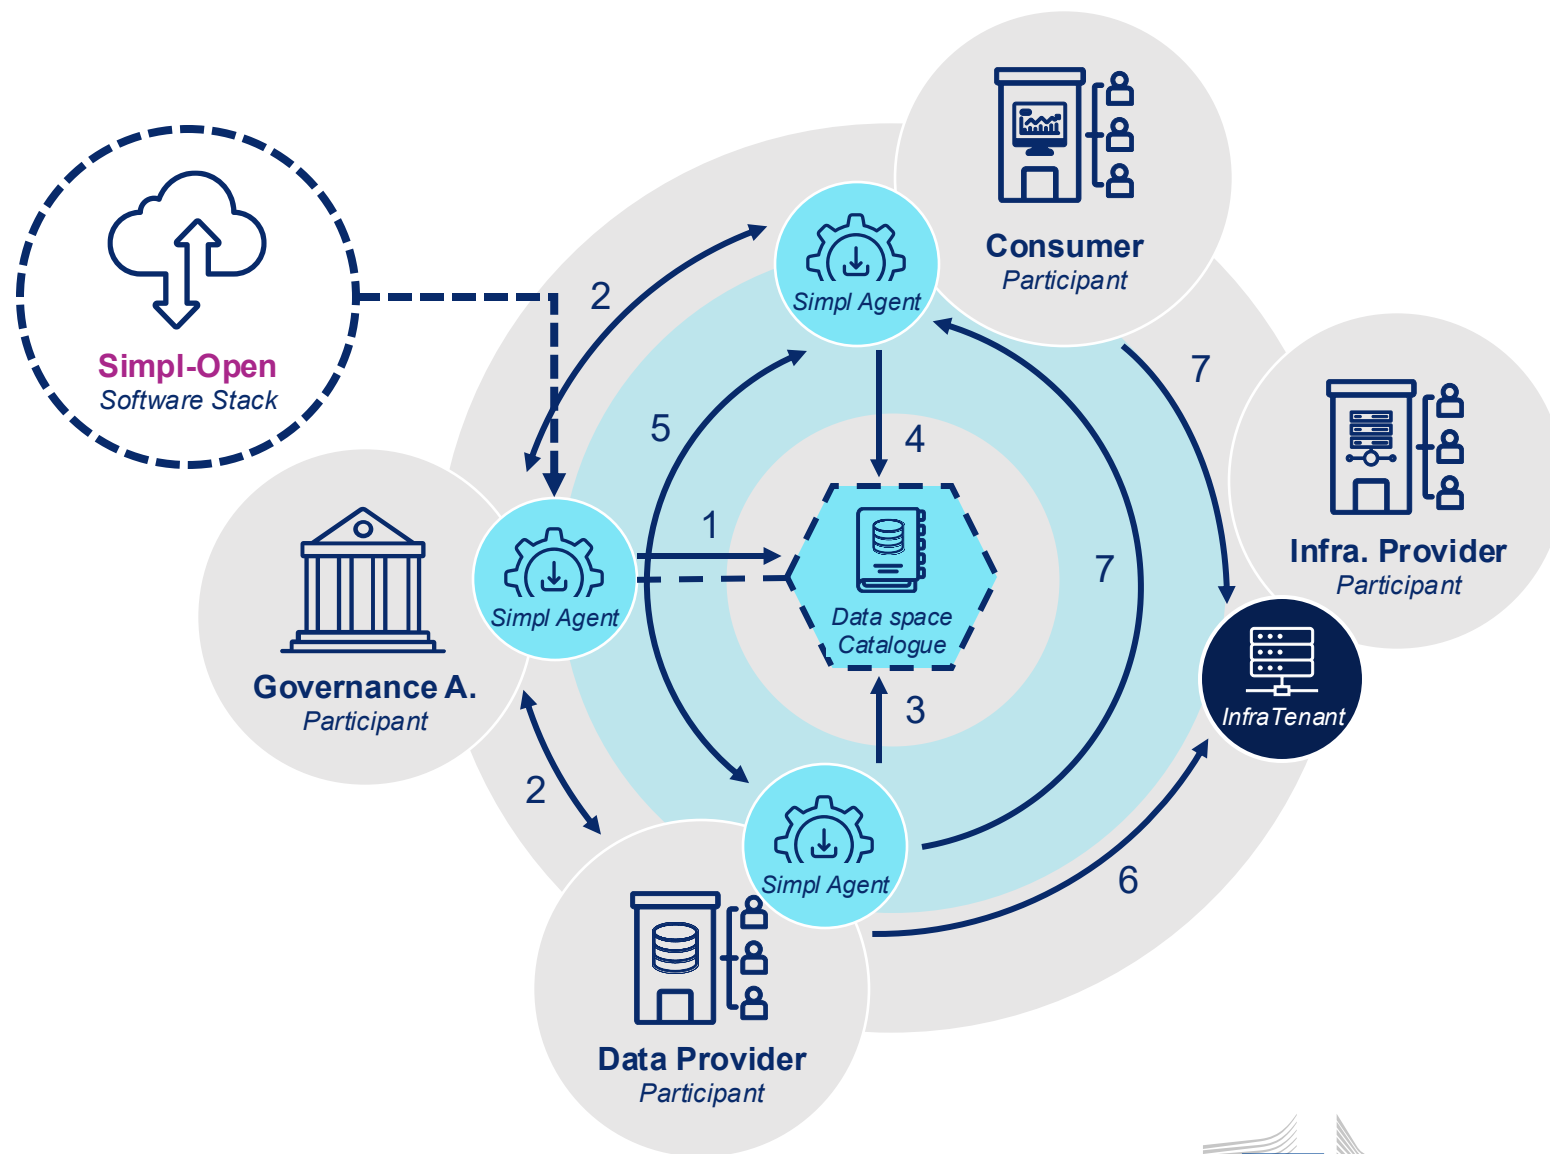 Consumer
Participant
Simpl Agent
2
7
Simpl-Open
Software Stack
5
4
1
Infra. Provider
Participant
7
Simpl Agent
Data space
Catalogue
Governance A.
Participant
3
InfraTenant
2
6
Simpl Agent
Data Provider
Participant